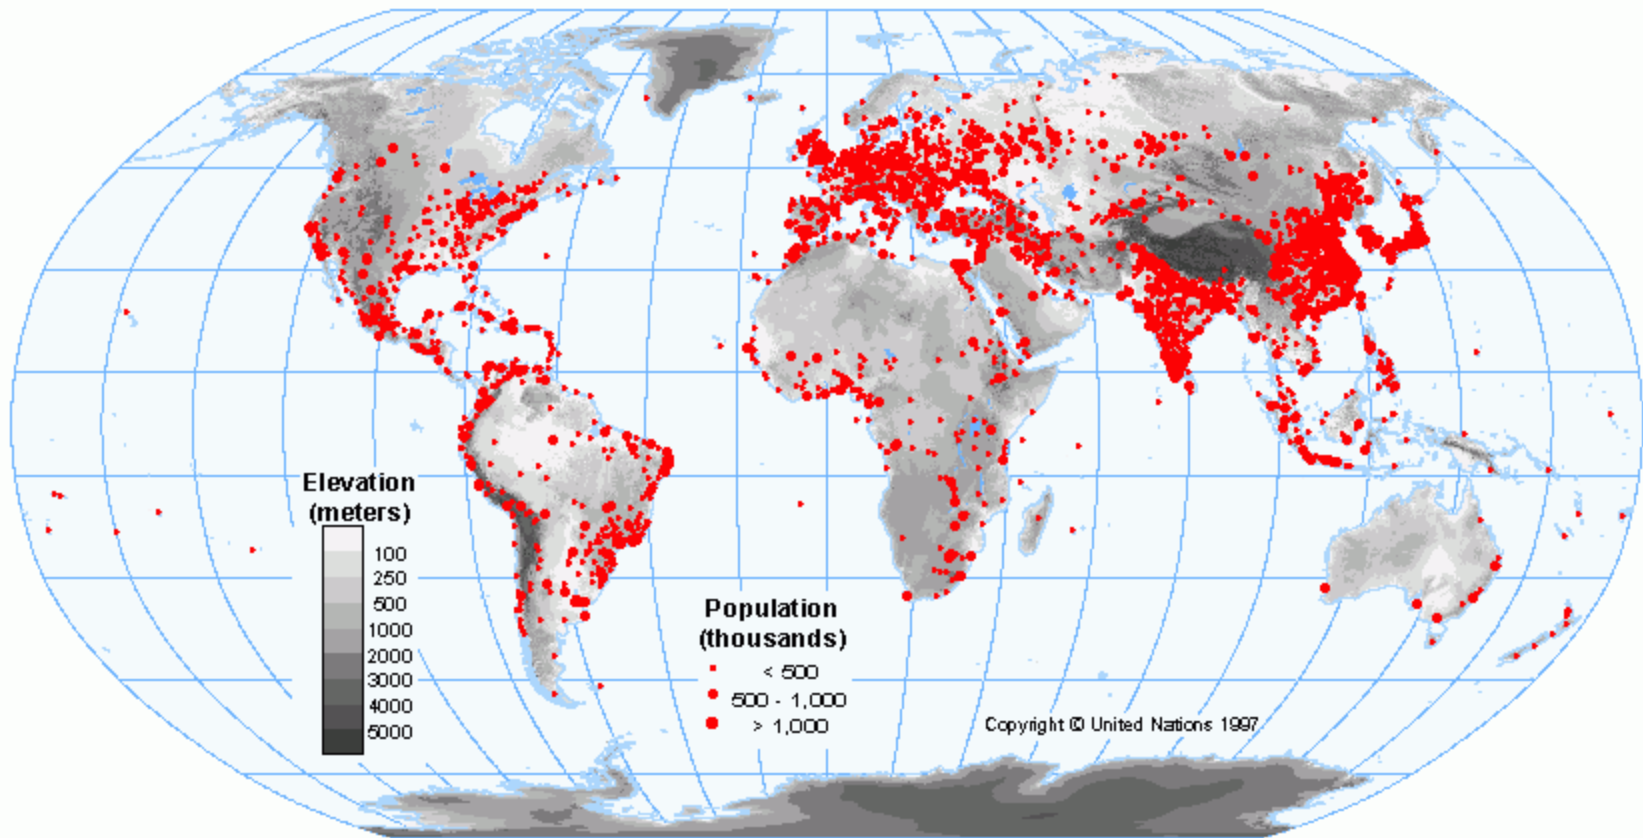 Elevation
(meters)
100
250
500
1000
2000
3000
4000
5000
Population
(thousands)
< 500
500 - 1,000
> 1,000
Copyright © United Nations 1997